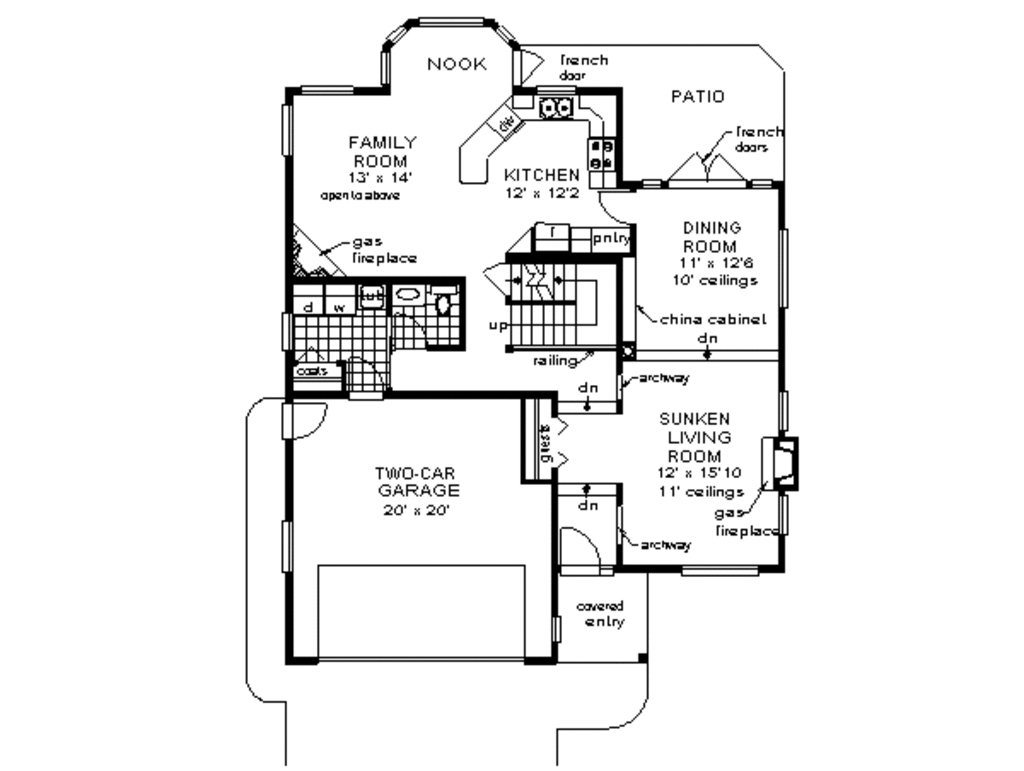 NOOK
french
door
PATIO
french
doors
FAMILY
ROOM
13' x 14'
open to above
dw
KITCHEN
12' x 12'2
gas
fireplace
r
pntry
DINING
ROOM
11' x 12'6
10' ceilings
d
w
tub
up
china cabinet
dn
railing
coats
dn
archway
guests
SUNKEN
LIVING
ROOM
12' x 15'10
11' ceilings
TWO-CAR
GARAGE
20' x 20'
dn
gas
fireplace
archway
covered
entry